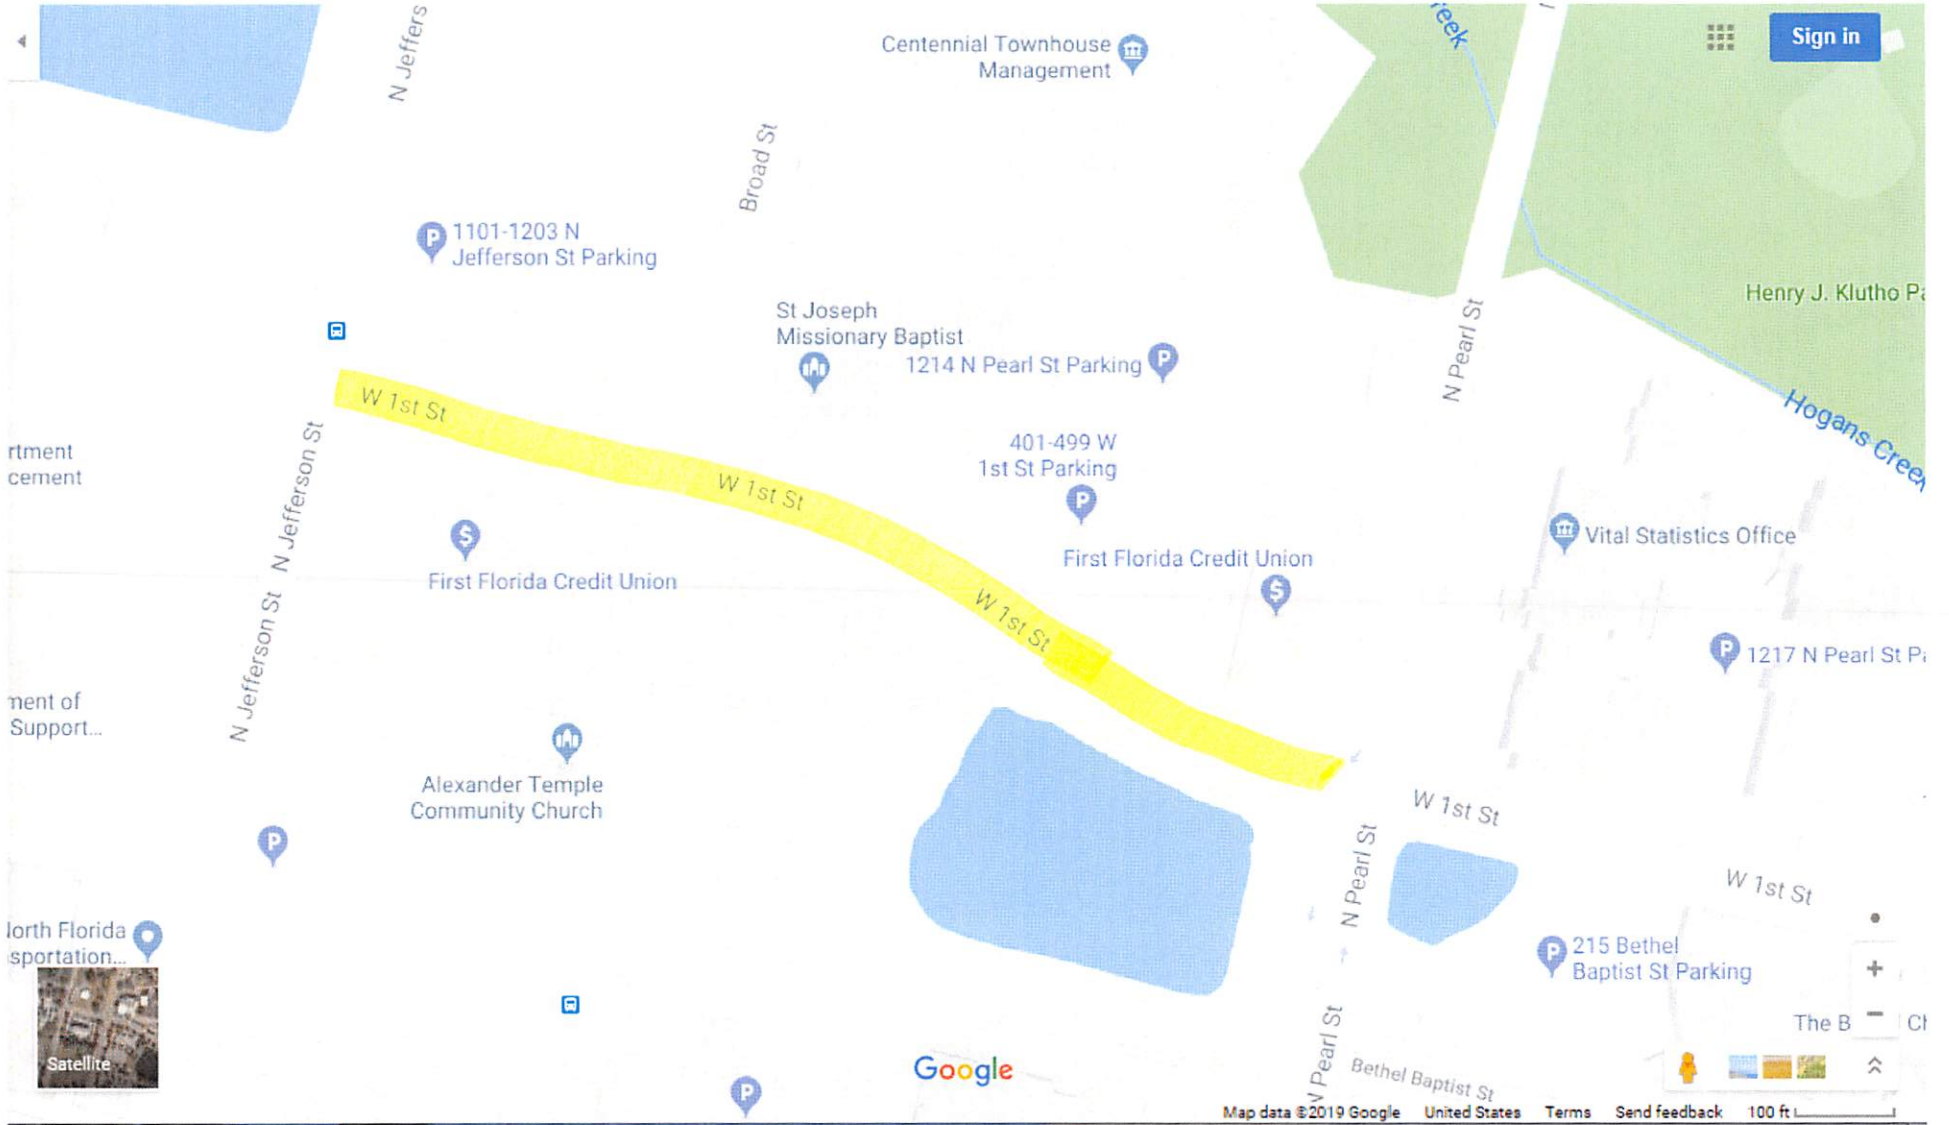 N Jeffers
Centennial Townhouse
Management
reek
Sign in
Broad St
1101-1203 N
Jefferson St Parking
Henry J. Klutho Pa
St Joseph
Missionary Baptist
1214 N Pearl St Parking
N Pearl St
W 1st St
Hogans Creek
rtment
cement
N Jefferson St
401-499 W
1st St Parking
W 1st St
Vital Statistics Office
First Florida Credit Union
First Florida Credit Union
W 1st St
N Jefferson St
1217 N Pearl St Pa
ment of
Support...
Alexander Temple
Community Church
W 1st St
N Pearl St
W 1st St
orth Florida
sportation...
215 Bethel
Baptist St Parking
The B
Ch
N Pearl St
Satellite
Google
Bethel Baptist St
Map data ©2019 Google United States Terms Send feedback 100 ft